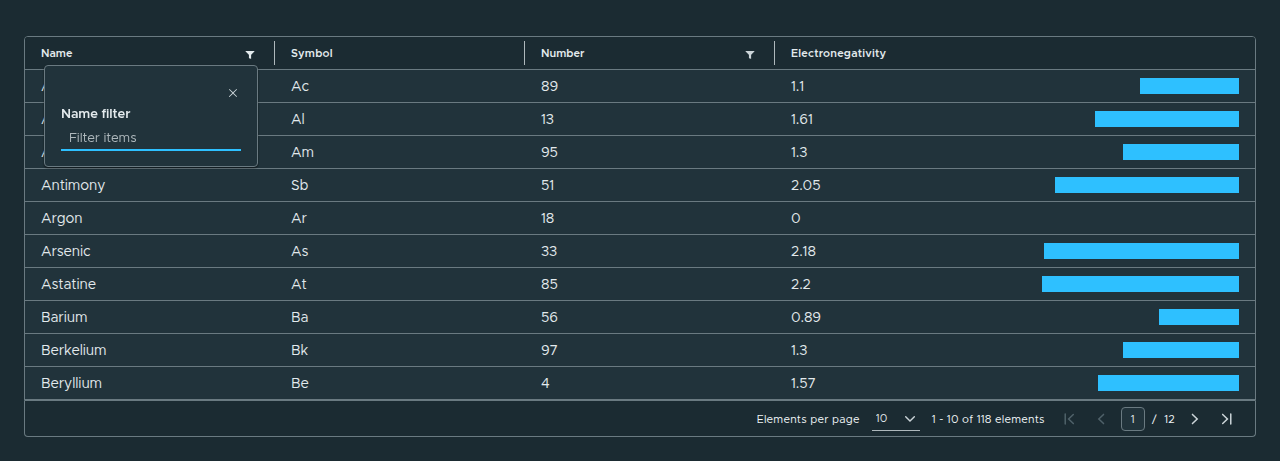 Name Symbol Number Electronegativity
Ac 89 1.1
Name filter
Filter items
Al 13 1.61
Am 95 1.3
Antimony Sb 51 2.05
Argon Ar 18 0
Arsenic As 33 2.18
Astatine At 85 2.2
Barium Ba 56 0.89
Berkelium Bk 97 1.3
Beryllium Be 4 1.57
Elements per page 10 1 - 10 of 118 elements 1 / 12